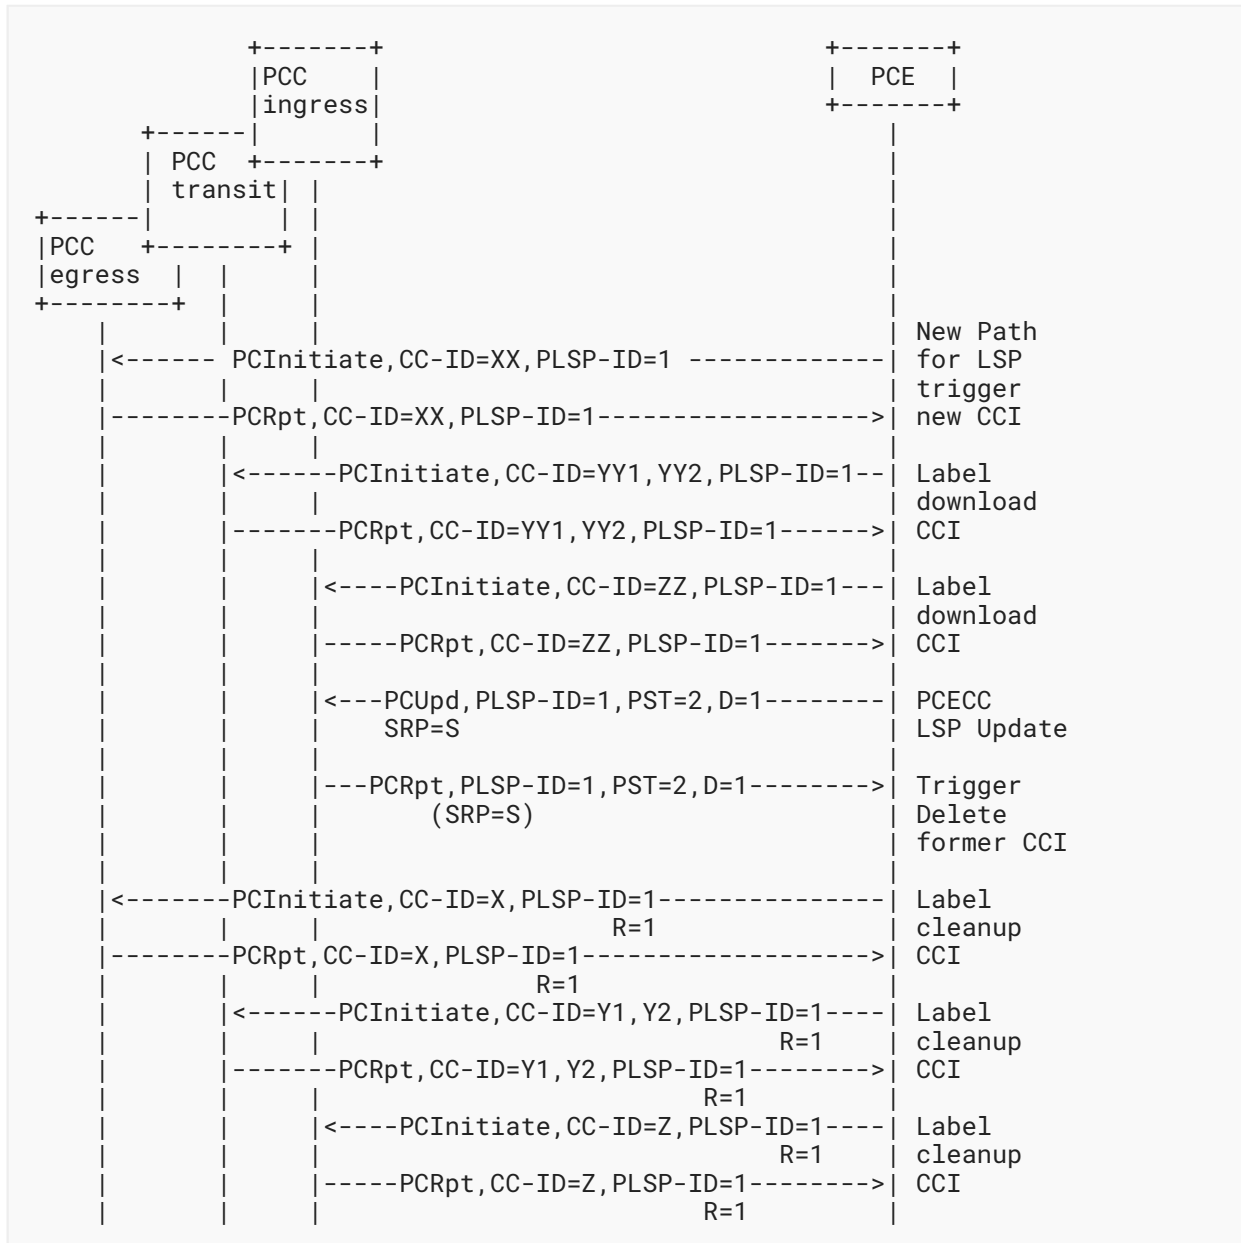 +-------+                              +-------+
                 |PCC    |                              |  PCE  |
                 |ingress|                              +-------+
          +------|       |                                  |
          | PCC  +-------+                                  |
          | transit| |                                      |
   +------|        | |                                      |
   |PCC   +--------+ |                                      |
   |egress  |  |     |                                      |
   +--------+  |     |                                      |
       |       |     |                                      | New Path
       |<------ PCInitiate,CC-ID=XX,PLSP-ID=1 -------------| for LSP
       |       |     |                                      | trigger
       |--------PCRpt,CC-ID=XX,PLSP-ID=1------------------>| new CCI
       |       |     |                                      |
       |       |<------PCInitiate,CC-ID=YY1,YY2,PLSP-ID=1--| Label
       |       |     |                                      | download
       |       |-------PCRpt,CC-ID=YY1,YY2,PLSP-ID=1------>| CCI
       |       |     |                                      |
       |       |     |<----PCInitiate,CC-ID=ZZ,PLSP-ID=1---| Label
       |       |     |                                      | download
       |       |     |-----PCRpt,CC-ID=ZZ,PLSP-ID=1------->| CCI
       |       |     |                                      |
       |       |     |<---PCUpd,PLSP-ID=1,PST=2,D=1--------| PCECC
       |       |     |    SRP=S                             | LSP Update
       |       |     |                                      |
       |       |     |---PCRpt,PLSP-ID=1,PST=2,D=1-------->| Trigger
       |       |     |       (SRP=S)                        | Delete
       |       |     |                                      | former CCI
       |       |     |                                      |
       |<-------PCInitiate,CC-ID=X,PLSP-ID=1---------------| Label
       |       |     |                   R=1                | cleanup
       |--------PCRpt,CC-ID=X,PLSP-ID=1------------------->| CCI
       |       |     |              R=1                     |
       |       |<------PCInitiate,CC-ID=Y1,Y2,PLSP-ID=1----| Label
       |       |     |                              R=1     | cleanup
       |       |-------PCRpt,CC-ID=Y1,Y2,PLSP-ID=1-------->| CCI
       |       |     |                         R=1          |
       |       |     |<----PCInitiate,CC-ID=Z,PLSP-ID=1----| Label
       |       |     |                              R=1     | cleanup
       |       |     |-----PCRpt,CC-ID=Z,PLSP-ID=1-------->| CCI
       |       |     |                         R=1          |